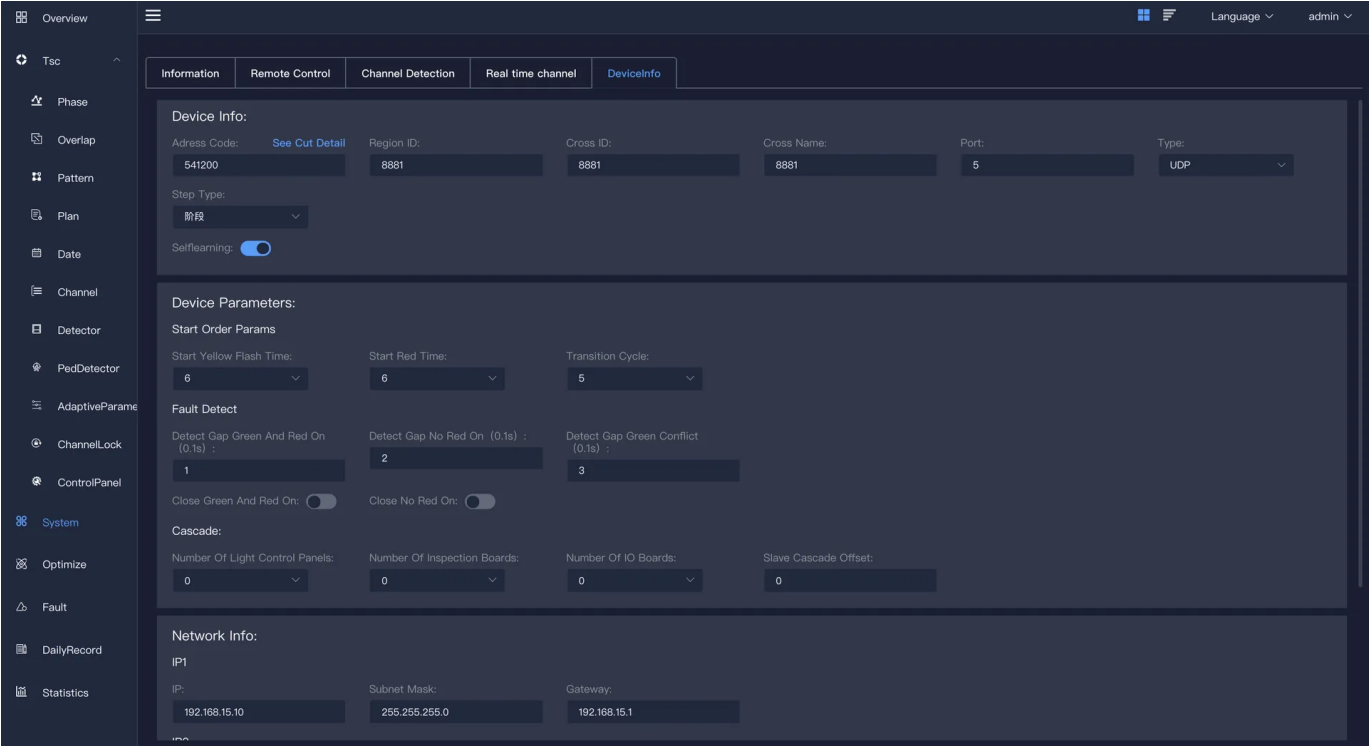 Overview
Language
admin
Tsc
Information
Remote Control
Channel Detection
Real time channel
DeviceInfo
Phase
Overlap
Pattern
Plan
Date
Channel
Detector
PedDetector
AdaptiveParame
ChannelLock
ControlPanel
System
Optimize
Fault
DailyRecord
Statistics
Device Info:
Adress Code: See Cut Detail Region ID: Cross ID: Cross Name: Port: Type:
541200 8881 8881 8881 5 UDP
Step Type:
阶段
Selflearning:
Device Parameters:
Start Order Params
Start Yellow Flash Time: Start Red Time: Transition Cycle:
6 6 5
Fault Detect
Detect Gap Green And Red On (0.1s) :
1
Detect Gap No Red On (0.1s) :
2
Detect Gap Green Conflict (0.1s) :
3
Close Green And Red On: Close No Red On:
Cascade:
Number Of Light Control Panels: Number Of Inspection Boards: Number Of IO Boards: Slave Cascade Offset:
0 0 0 0
Network Info:
IP1
IP: Subnet Mask: Gateway:
192.168.15.10 255.255.255.0 192.168.15.1